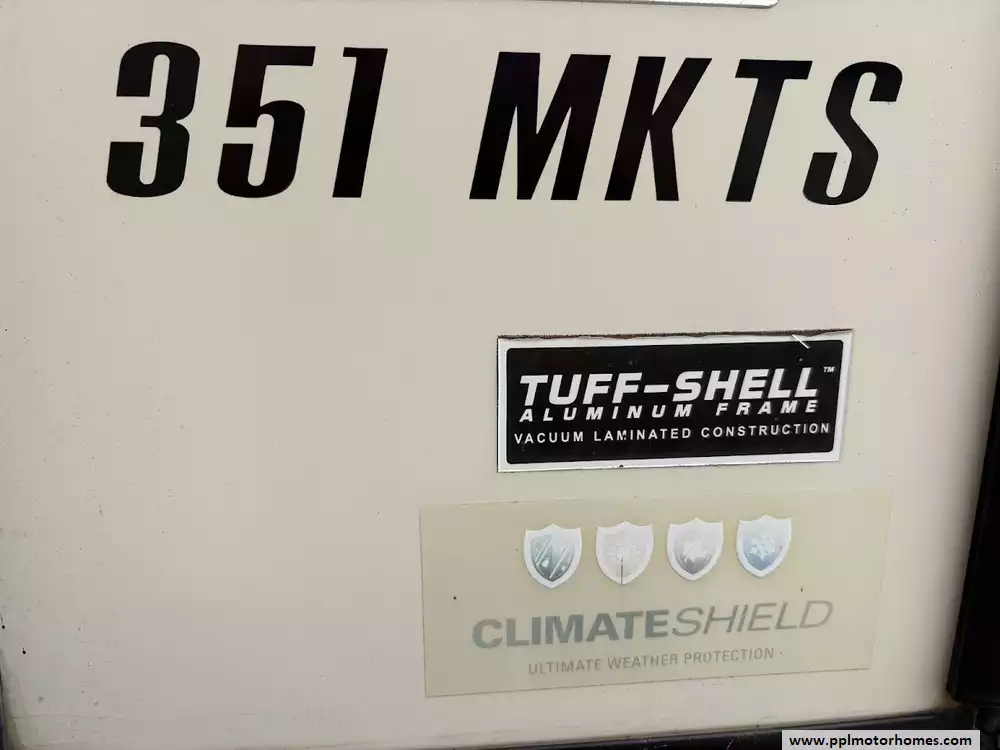 351 MKTS
TUFF-SHELL™
ALUMINUM FRAME
VACUUM LAMINATED CONSTRUCTION
CLIMATESHIELD
ULTIMATE WEATHER PROTECTION
www.pplmotorhomes.com